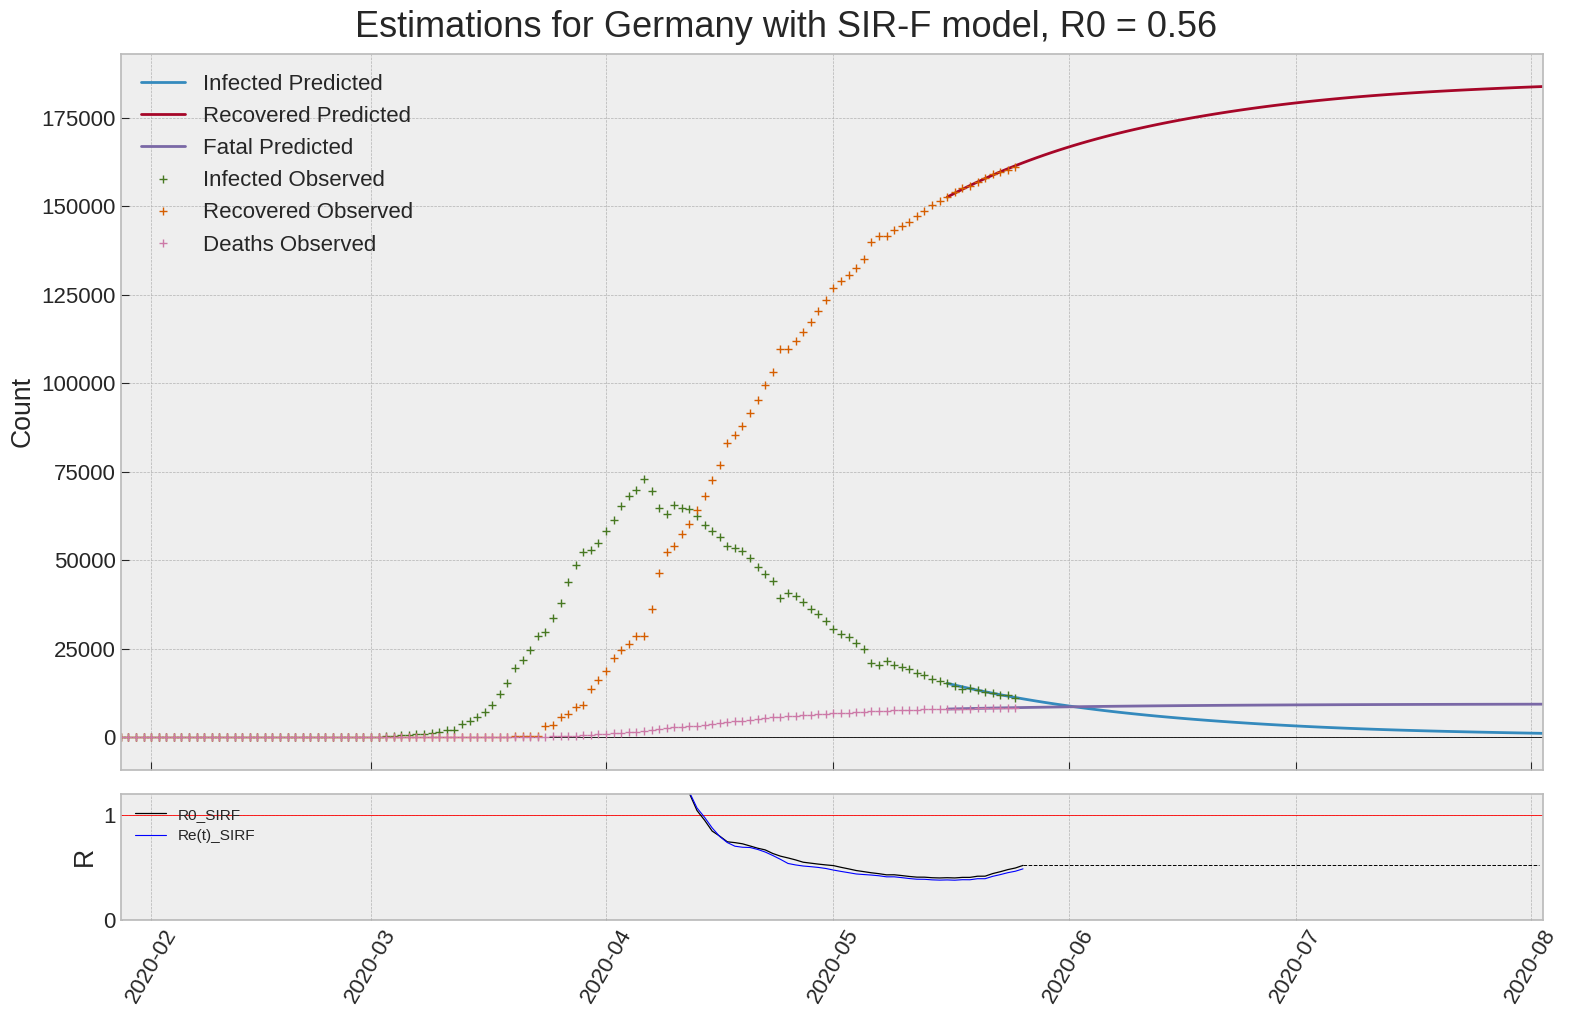 Estimations for Germany with SIR-F model, R0 = 0.56
Infected Predicted
Recovered Predicted
Fatal Predicted
Infected Observed
Recovered Observed
Deaths Observed
Count
175000
150000
125000
100000
75000
50000
25000
0
R0_SIRF
Re(t)_SIRF
R
1
0
2020-02
2020-03
2020-04
2020-05
2020-06
2020-07
2020-08